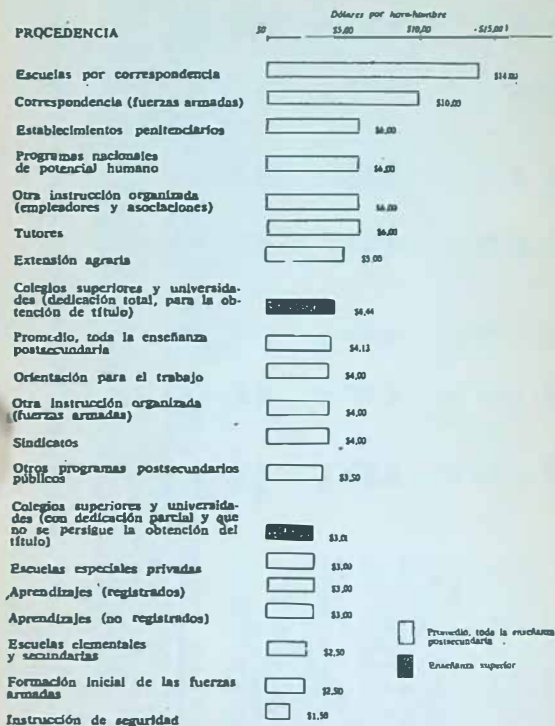 Dólares por hora-hombre
PROCEDENCIA
$0 $5,00 $10,00 $(15,00)
Escuelas por correspondencia $14,00
Correspondencia (fuerzas armadas) $10,00
Establecimientos penitenciarios $6,00
Programas nacionales
de potencial humano $6,00
Otra instrucción organizada
(empleadores y asociaciones) $6,00
Tutores $6,00
Extensión agraria $5,00
Colegios superiores y universida-
des (dedicación total, para la ob-
tención de título) $4,44
Promedio, toda la enseñanza
postsecundaria $4,13
Orientación para el trabajo $4,00
Otra instrucción organizada
(fuerzas armadas) $4,00
Sindicatos $4,00
Otros programas postsecundarios
públicos $3,50
Colegios superiores y universida-
des (con dedicación parcial y que
no se persigue la obtención del
título) $3,01
Escuelas especiales privadas $3,00
Aprendizajes (registrados) $3,00
Aprendizajes (no registrados) $3,00
Escuelas elementales
y secundarias $2,50
Formación inicial de las fuerzas
armadas $2,50
Instrucción de seguridad $1,50
Promedio, toda la enseñanza
postsecundaria
Enseñanza superior